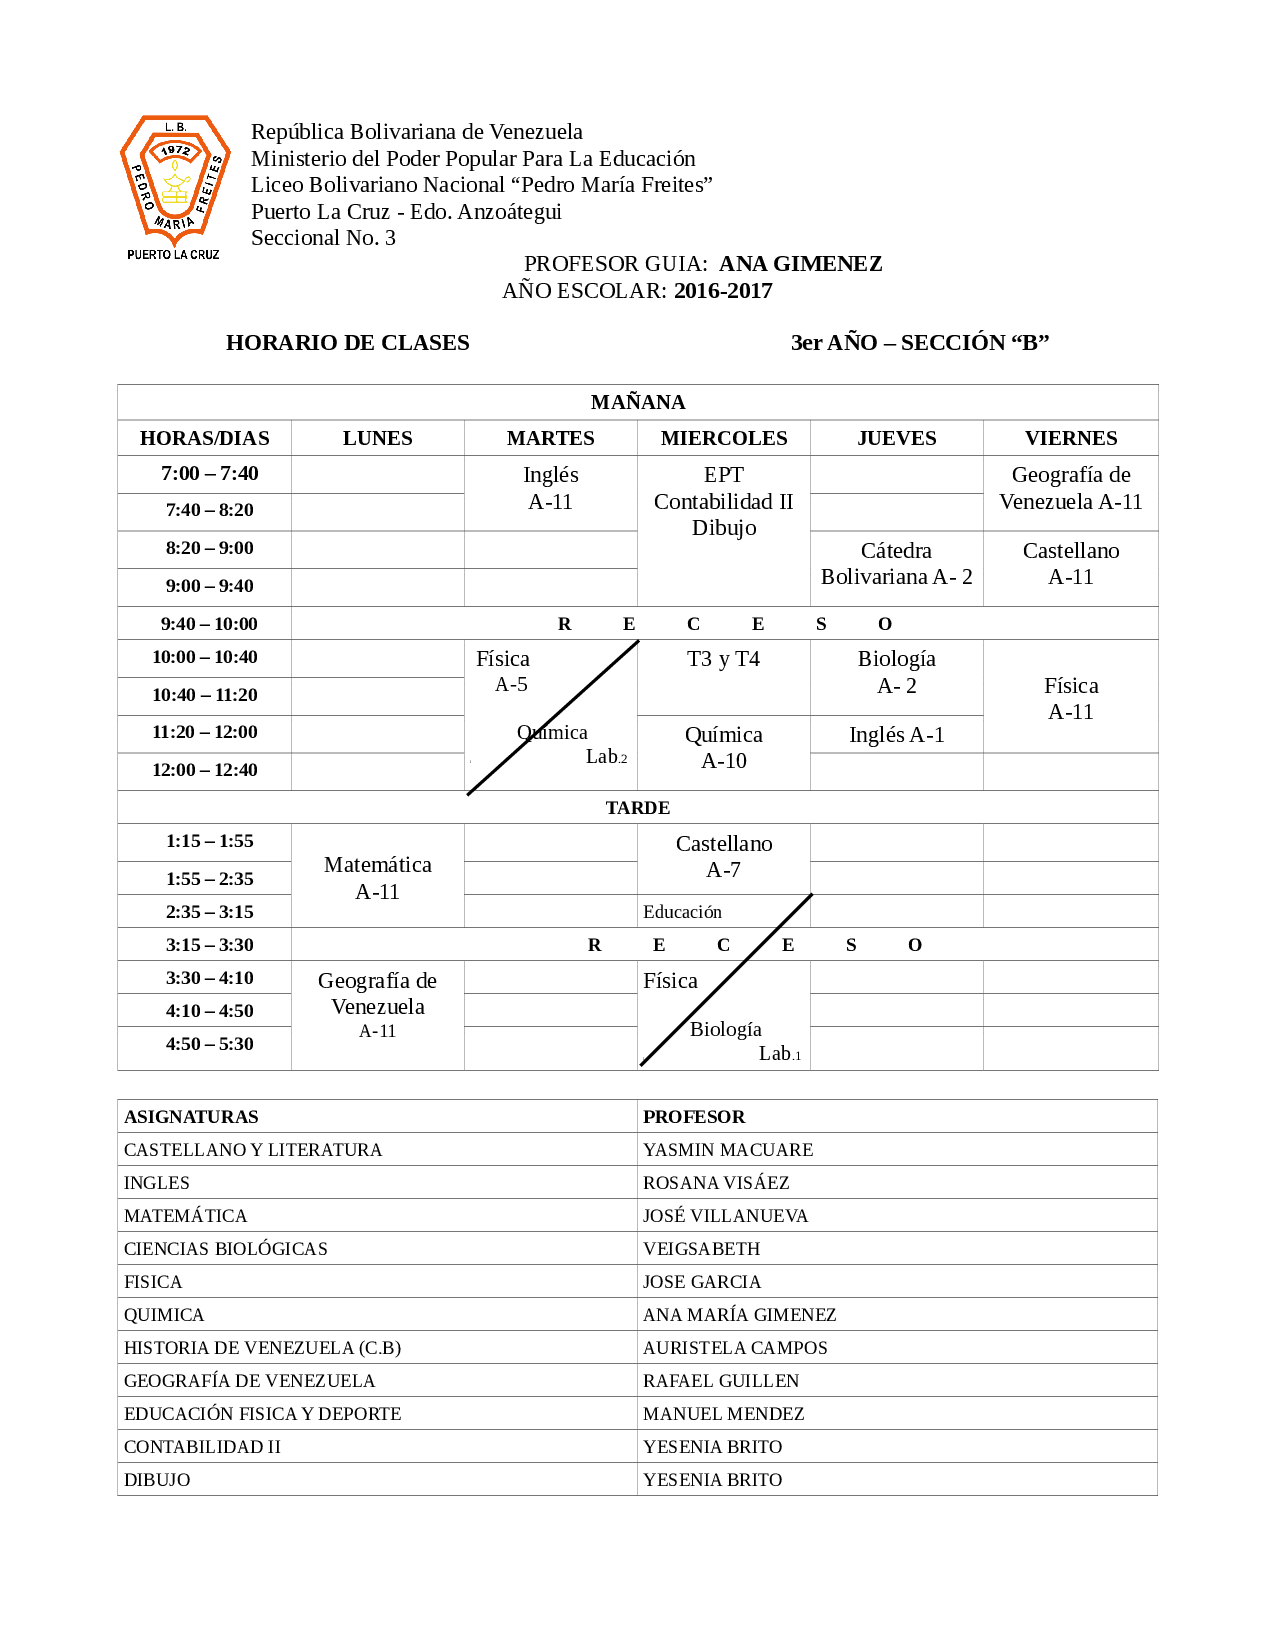 L. B.
1972
PEDRO MARIA FREITES
PUERTO LA CRUZ
República Bolivariana de Venezuela
Ministerio del Poder Popular Para La Educación
Liceo Bolivariano Nacional “Pedro María Freites”
Puerto La Cruz - Edo. Anzoátegui
Seccional No. 3
PROFESOR GUIA: ANA GIMENEZ
AÑO ESCOLAR: 2016-2017
HORARIO DE CLASES 3er AÑO – SECCIÓN “B”
MAÑANA
HORAS/DIAS LUNES MARTES MIERCOLES JUEVES VIERNES
7:00 – 7:40 Inglés EPT Geografía de
7:40 – 8:20 A-11 Contabilidad II Venezuela A-11
Dibujo
8:20 – 9:00 Cátedra Castellano
9:00 – 9:40 Bolivariana A- 2 A-11
9:40 – 10:00 R E C E S O
10:00 – 10:40 Física T3 y T4 Biología
10:40 – 11:20 A-5 A- 2 Física
A-11
11:20 – 12:00 Química Química Inglés A-1
12:00 – 12:40 Lab.2 A-10
TARDE
1:15 – 1:55 Castellano
Matemática A-7
1:55 – 2:35 A-11
2:35 – 3:15 Educación
3:15 – 3:30 R E C E S O
3:30 – 4:10 Geografía de Física
4:10 – 4:50 Venezuela
A-11 Biología
4:50 – 5:30 Lab.1
ASIGNATURAS PROFESOR
CASTELLANO Y LITERATURA YASMIN MACUARE
INGLES ROSANA VISÁEZ
MATEMÁTICA JOSÉ VILLANUEVA
CIENCIAS BIOLÓGICAS VEIGSABETH
FISICA JOSE GARCIA
QUIMICA ANA MARÍA GIMENEZ
HISTORIA DE VENEZUELA (C.B) AURISTELA CAMPOS
GEOGRAFÍA DE VENEZUELA RAFAEL GUILLEN
EDUCACIÓN FISICA Y DEPORTE MANUEL MENDEZ
CONTABILIDAD II YESENIA BRITO
DIBUJO YESENIA BRITO